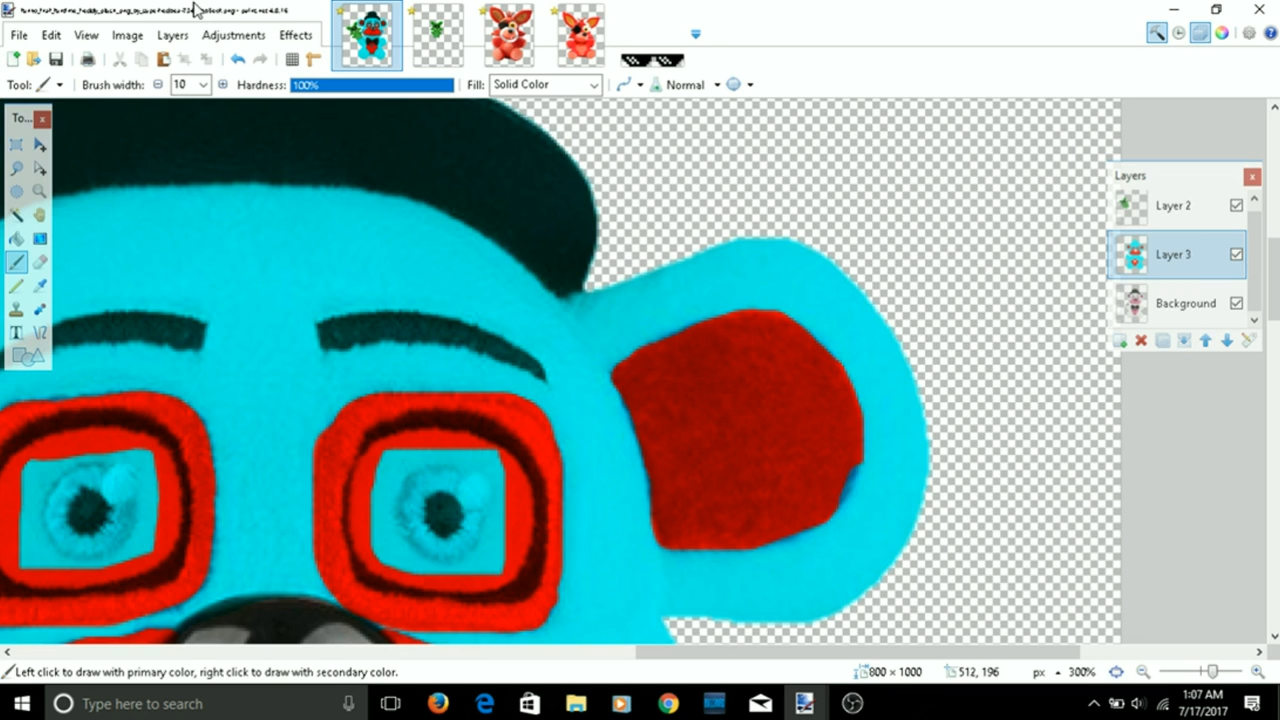 File Edit View Image Layers Adjustments Effects
Tool: Brush width: 10 Hardness: 100% Fill: Solid Color Normal
To...
Layers
Layer 2
Layer 3
Background
Left click to draw with primary color, right click to draw with secondary color. 800 × 1000 512, 196 px 300%
Type here to search
1:07 AM
7/17/2017